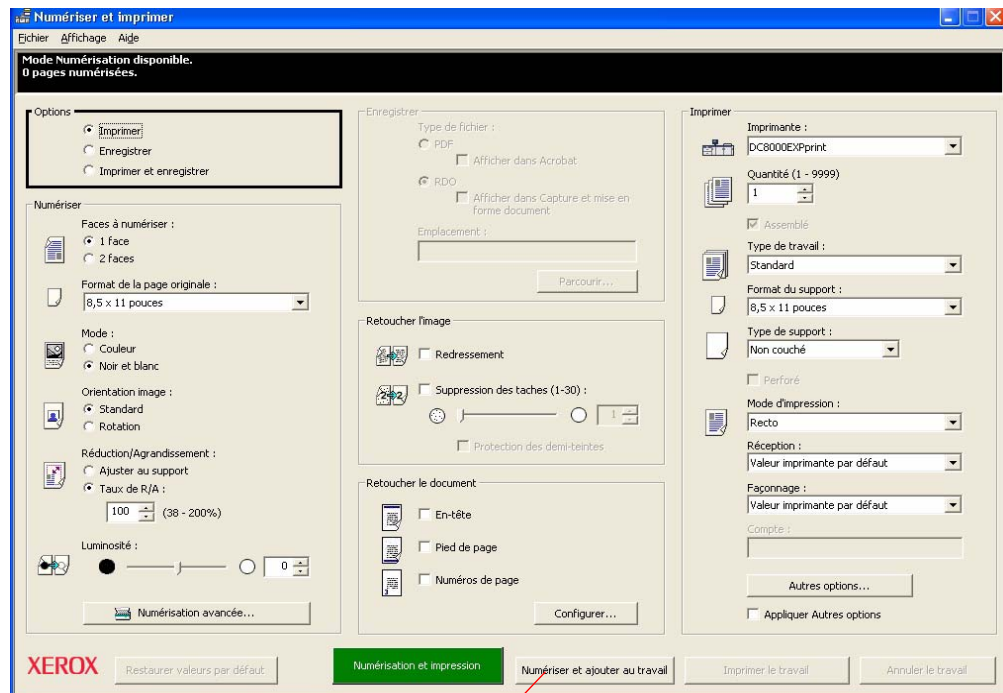 Numériser et imprimer
Fichier Affichage Aide
Mode Numérisation disponible.
0 pages numérisées.
Options
Imprimer
Enregistrer
Imprimer et enregistrer
Numériser
Faces à numériser :
1 face
2 faces
Format de la page originale :
8,5 x 11 pouces
Mode :
Couleur
Noir et blanc
Orientation image :
Standard
Rotation
Réduction/Agrandissement :
Ajuster au support
Taux de R/A :
100 (38 - 200%)
Luminosité :
0
Numérisation avancée...
Enregistrer
Type de fichier :
PDF
Afficher dans Acrobat
RDO
Afficher dans Capture et mise en
forme document
Emplacement :
Parcourir...
Retoucher l'image
Redressement
Suppression des taches (1-30) :
1
Protection des demi-teintes
Retoucher le document
En-tête
Pied de page
Numéros de page
Configurer...
Imprimer
Imprimante :
DC8000EXPprint
Quantité (1 - 9999)
1
Assemblé
Type de travail :
Standard
Format du support :
8,5 x 11 pouces
Type de support :
Non couché
Perforé
Mode d'impression :
Recto
Réception :
Valeur imprimante par défaut
Façonnage :
Valeur imprimante par défaut
Compte :
Autres options...
Appliquer Autres options
XEROX
Restaurer valeurs par défaut
Numérisation et impression
Numériser et ajouter au travail
Imprimer le travail
Annuler le travail